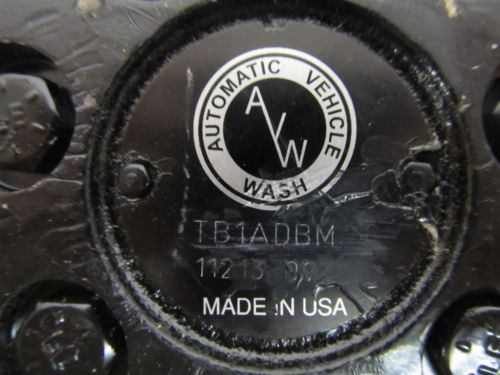 AUTOMATIC VEHICLE
WASH
AVW
TB1ADBM
MADE IN USA